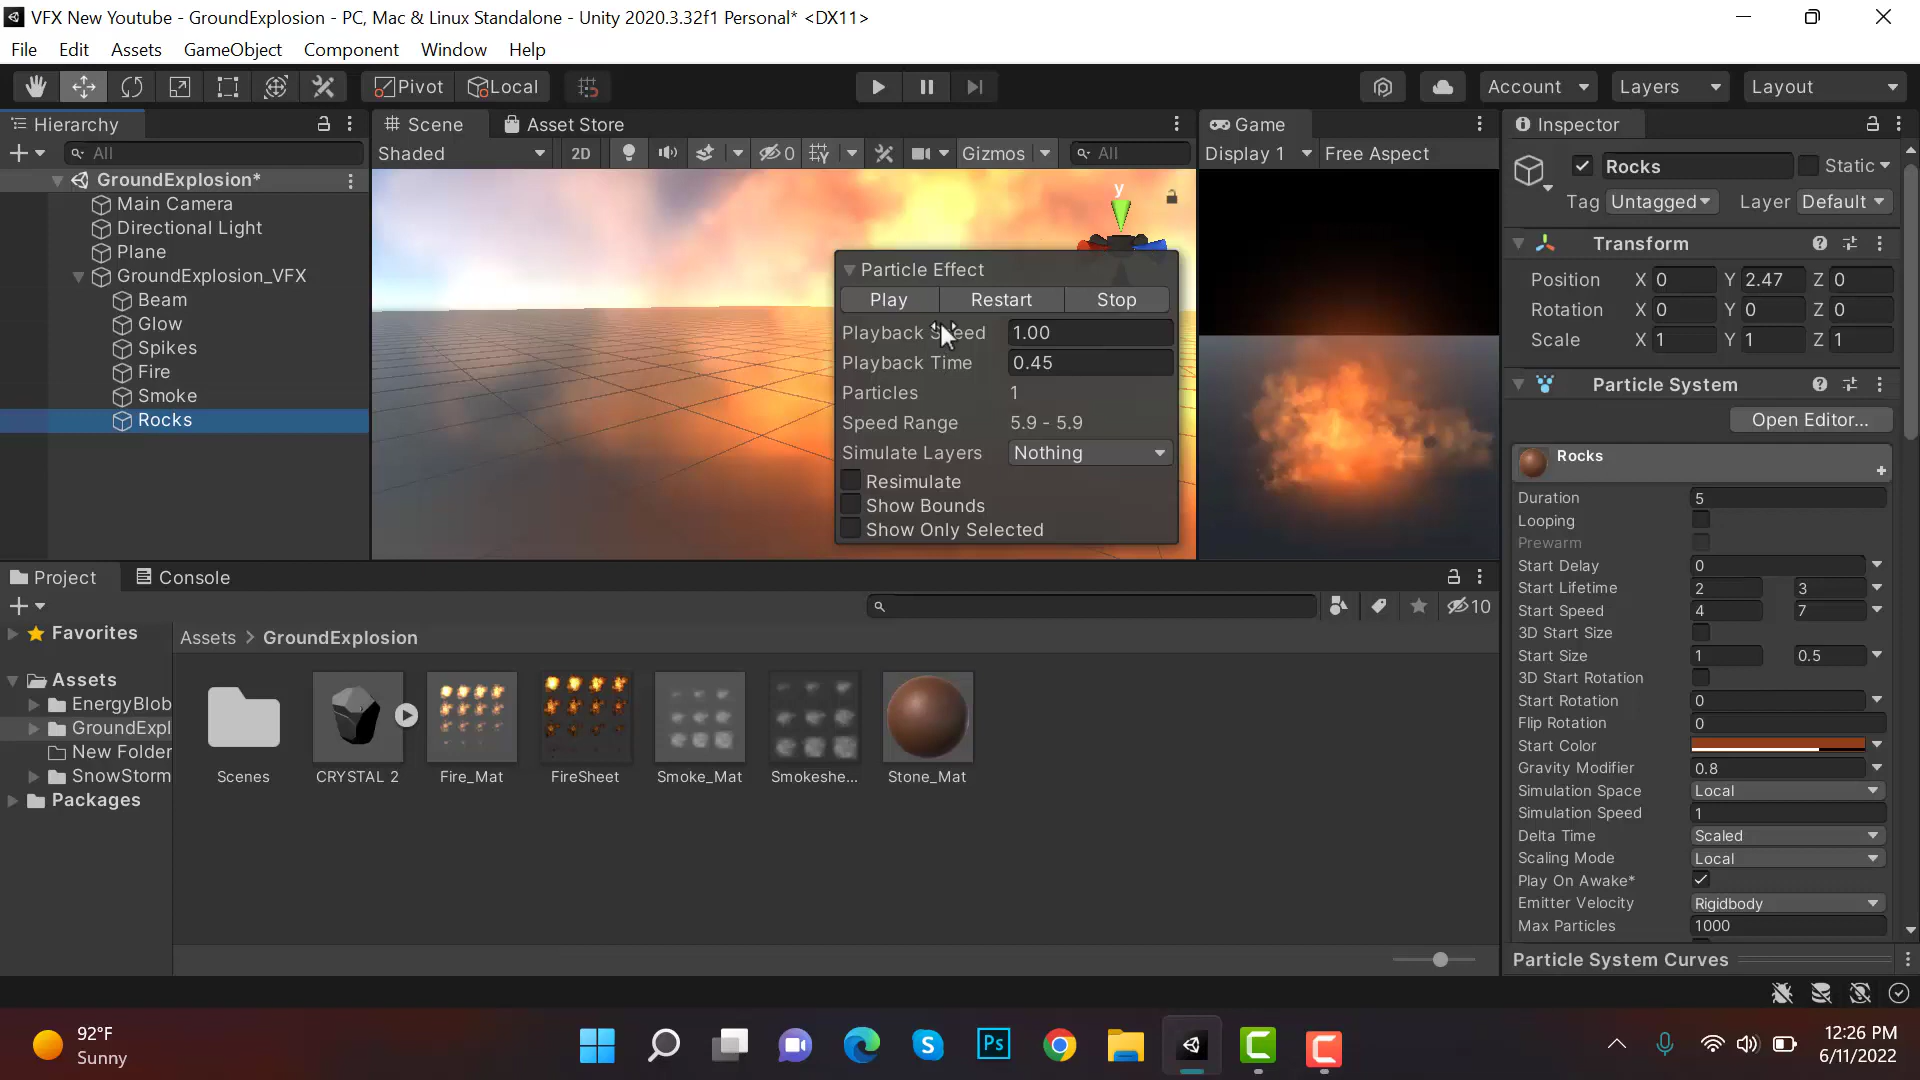 VFX New Youtube - GroundExplosion - PC, Mac & Linux Standalone - Unity 2020.3.32f1 Personal* <DX11>
File Edit Assets GameObject Component Window Help
Pivot Local Account Layers Layout
Hierarchy
All
GroundExplosion*
Main Camera
Directional Light
Plane
GroundExplosion_VFX
Beam
Glow
Spikes
Fire
Smoke
Rocks
Scene Asset Store
Shaded 2D 0 Gizmos All
y
Particle Effect
Play Restart Stop
Playback Speed 1.00
Playback Time 0.45
Particles 1
Speed Range 5.9 - 5.9
Simulate Layers Nothing
Resimulate
Show Bounds
Show Only Selected
Game
Display 1 Free Aspect
Inspector
Rocks Static
Tag Untagged Layer Default
Transform
Position X 0 Y 2.47 Z 0
Rotation X 0 Y 0 Z 0
Scale X 1 Y 1 Z 1
Particle System
Open Editor...
Rocks
Duration 5
Looping
Prewarm
Start Delay 0
Start Lifetime 2 3
Start Speed 4 7
3D Start Size
Start Size 1 0.5
3D Start Rotation
Start Rotation 0
Flip Rotation 0
Start Color
Gravity Modifier 0.8
Simulation Space Local
Simulation Speed 1
Delta Time Scaled
Scaling Mode Local
Play On Awake*
Emitter Velocity Rigidbody
Max Particles 1000
Particle System Curves
Project Console
10
Favorites
Assets
EnergyBlob
GroundExpl
New Folder
SnowStorm
Packages
Assets > GroundExplosion
Scenes CRYSTAL 2 Fire_Mat FireSheet Smoke_Mat Smokeshe... Stone_Mat
92°F
Sunny
Ps
12:26 PM
6/11/2022